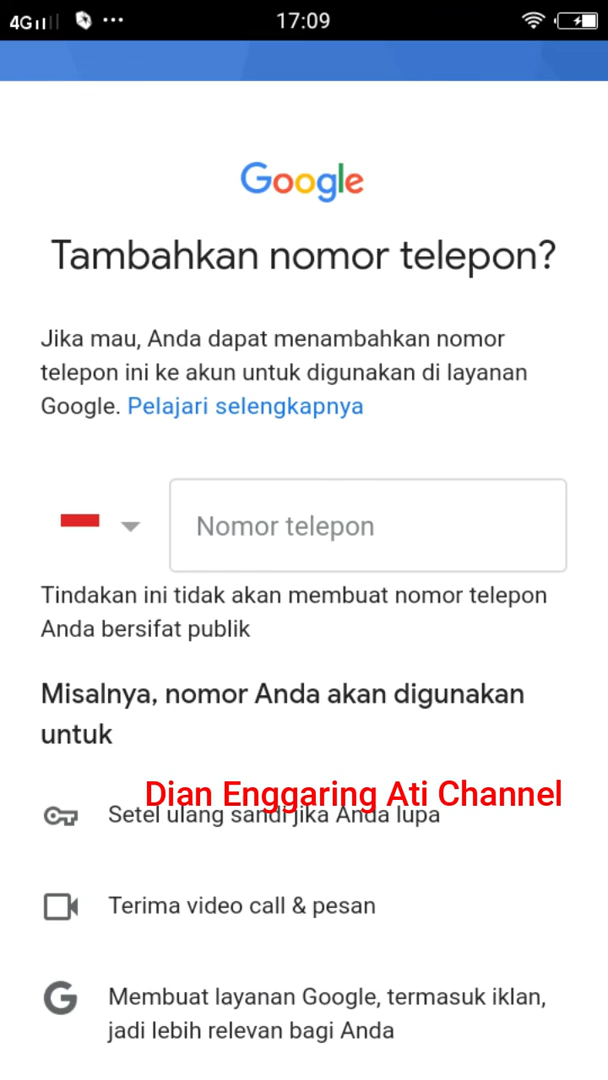 4G
17:09
Google
Tambahkan nomor telepon?
Jika mau, Anda dapat menambahkan nomor
telepon ini ke akun untuk digunakan di layanan
Google. Pelajari selengkapnya
Nomor telepon
Tindakan ini tidak akan membuat nomor telepon
Anda bersifat publik
Misalnya, nomor Anda akan digunakan
untuk
Dian Enggaring Ati Channel
Setel ulang sandi jika Anda lupa
Terima video call & pesan
G
Membuat layanan Google, termasuk iklan,
jadi lebih relevan bagi Anda